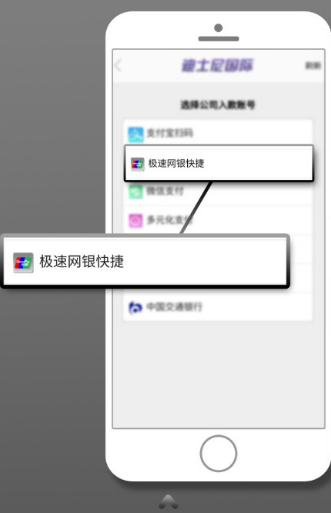 迪士尼国际
刷新
选择公司入款账号
支付宝扫码
极速网银快捷
微信支付
多元化支付
极速网银快捷
中国交通银行